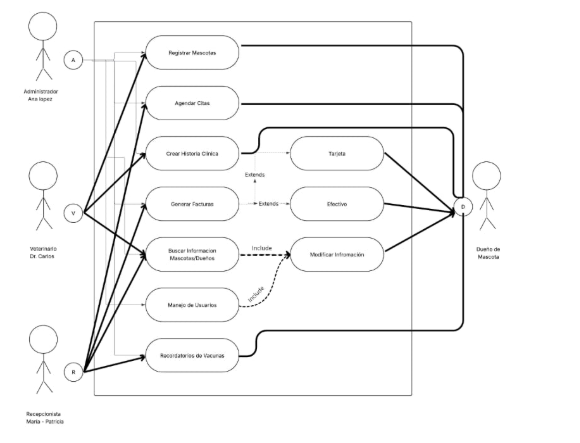 Registrar Mascotas
A
Administrador
Ana lopez
Agendar Citas
Crear Historia Clinica
Tarjeta
Extends
Generar Facturas
Extends
Efectivo
V
D
Veterinario
Dr. Carlos
Dueño de
Mascota
Buscar Informacion
Mascotas/Dueños
Include
Modificar Infromación
Include
Manejo de Usuarios
Recordatorios de Vacunas
R
Recepcionista
Maria - Patricia